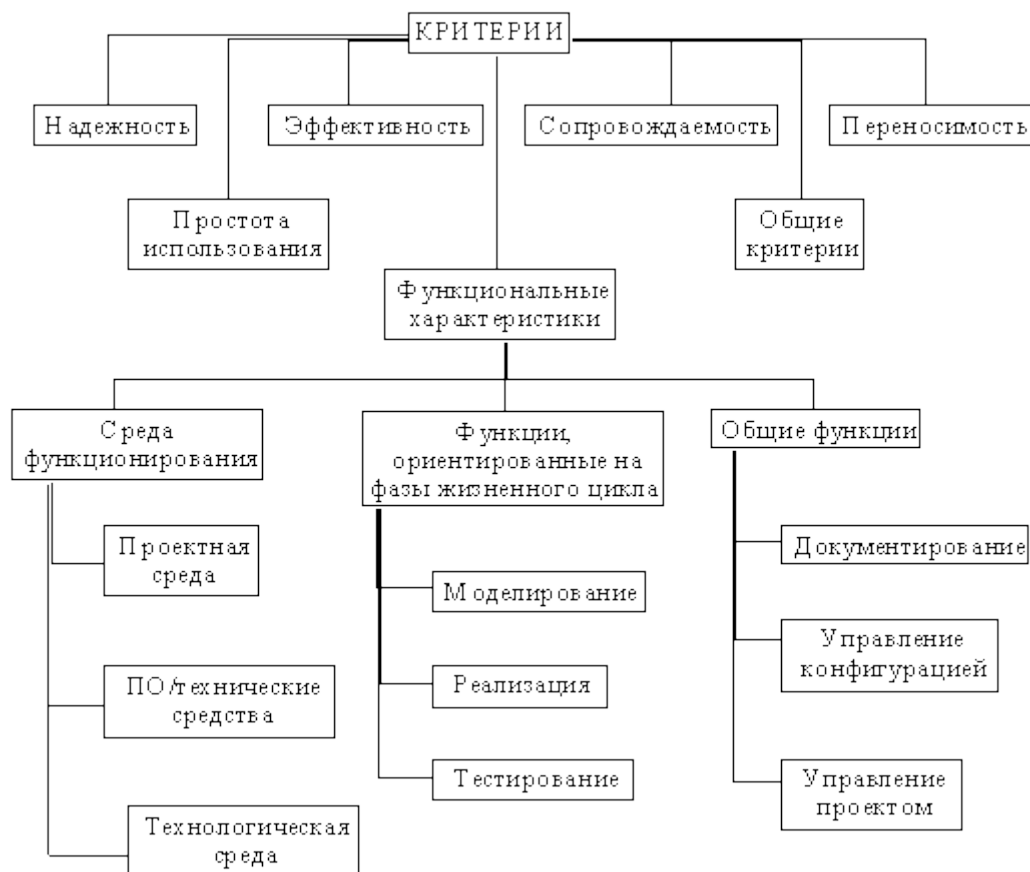 КРИТЕРИИ
Надежность
Эффективность
Сопровождаемость
Переносимость
Простота
использования
Общие
критерии
Функциональные
характеристики
Среда
функционирования
Функции,
ориентированные на
фазы жизненного цикла
Общие функции
Проектная
среда
ПО/технические
средства
Технологическая
среда
Моделирование
Реализация
Тестирование
Документирование
Управление
конфигурацией
Управление
проектом